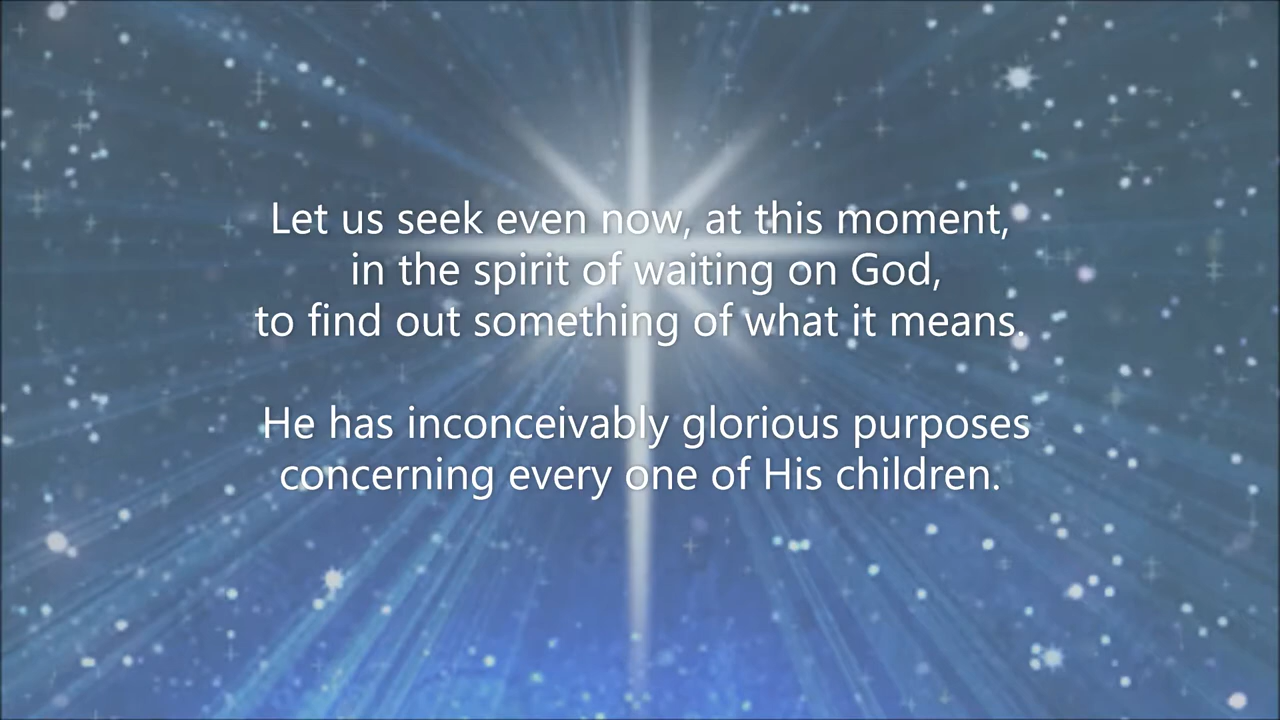 Let us seek even now, at this moment,
in the spirit of waiting on God,
to find out something of what it means.
He has inconceivably glorious purposes
concerning every one of His children.